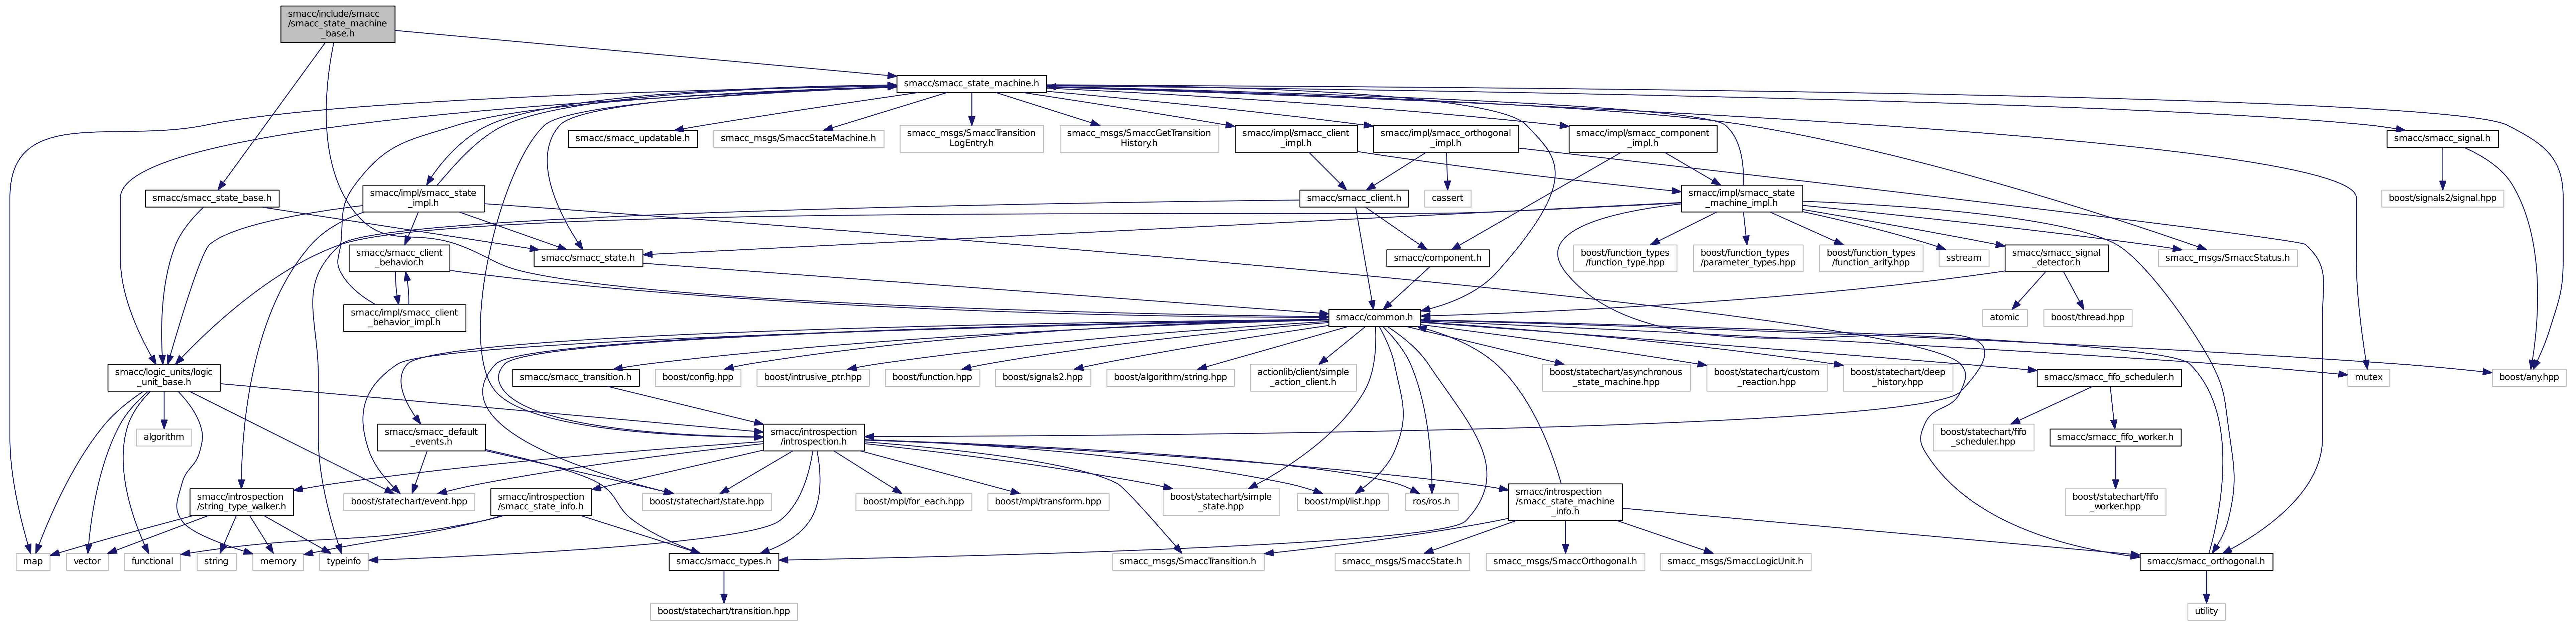 smacc/include/smacc
/smacc_state_machine
_base.h
smacc/smacc_state_machine.h
smacc/smacc_updatable.h
smacc_msgs/SmaccStateMachine.h
smacc_msgs/SmaccTransition
LogEntry.h
smacc_msgs/SmaccGetTransition
History.h
smacc/impl/smacc_client
_impl.h
smacc/impl/smacc_orthogonal
_impl.h
smacc/impl/smacc_component
_impl.h
smacc/smacc_signal.h
smacc/smacc_state_base.h
smacc/impl/smacc_state
_impl.h
smacc/smacc_client.h
cassert
smacc/impl/smacc_state
_machine_impl.h
boost/signals2/signal.hpp
smacc/smacc_client
_behavior.h
smacc/smacc_state.h
smacc/component.h
boost/function_types
/function_type.hpp
boost/function_types
/parameter_types.hpp
boost/function_types
/function_arity.hpp
sstream
smacc/smacc_signal
_detector.h
smacc_msgs/SmaccStatus.h
smacc/impl/smacc_client
_behavior_impl.h
smacc/common.h
atomic
boost/thread.hpp
smacc/logic_units/logic
_unit_base.h
smacc/smacc_transition.h
boost/config.hpp
boost/intrusive_ptr.hpp
boost/function.hpp
boost/signals2.hpp
boost/algorithm/string.hpp
actionlib/client/simple
_action_client.h
boost/statechart/asynchronous
_state_machine.hpp
boost/statechart/custom
_reaction.hpp
boost/statechart/deep
_history.hpp
smacc/smacc_fifo_scheduler.h
mutex
boost/any.hpp
algorithm
smacc/smacc_default
_events.h
smacc/introspection
/introspection.h
boost/statechart/fifo
_scheduler.hpp
smacc/smacc_fifo_worker.h
smacc/introspection
/string_type_walker.h
boost/statechart/event.hpp
smacc/introspection
/smacc_state_info.h
boost/statechart/state.hpp
boost/mpl/for_each.hpp
boost/mpl/transform.hpp
boost/statechart/simple
_state.hpp
boost/mpl/list.hpp
ros/ros.h
smacc/introspection
/smacc_state_machine
_info.h
boost/statechart/fifo
_worker.hpp
map
vector
functional
string
memory
typeinfo
smacc/smacc_types.h
smacc_msgs/SmaccTransition.h
smacc_msgs/SmaccState.h
smacc_msgs/SmaccOrthogonal.h
smacc_msgs/SmaccLogicUnit.h
smacc/smacc_orthogonal.h
boost/statechart/transition.hpp
utility